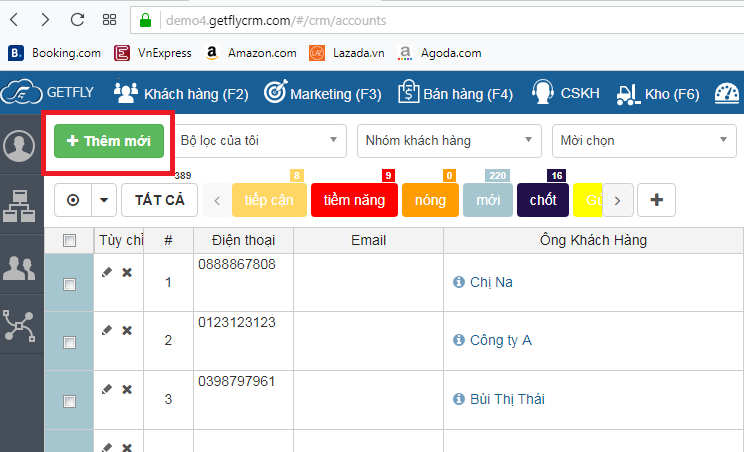 demo4.getflycrm.com/#/crm/accounts
B. Booking.com VnExpress a Amazon.com Lazada.vn Agoda.com
GETFLY Khách hàng (F2) Marketing (F3) Bán hàng (F4) CSKH Kho (F6)
+ Thêm mới Bộ lọc của tôi Nhóm khách hàng Mời chọn
389 8 9 0 220 16
TẤT CẢ < tiếp cận tiềm năng nóng mới chốt > +
Tùy chỉ # Điện thoại Email Ông Khách Hàng
1 0888867808 Chị Na
2 0123123123 Công ty A
3 0398797961 Bùi Thị Thái